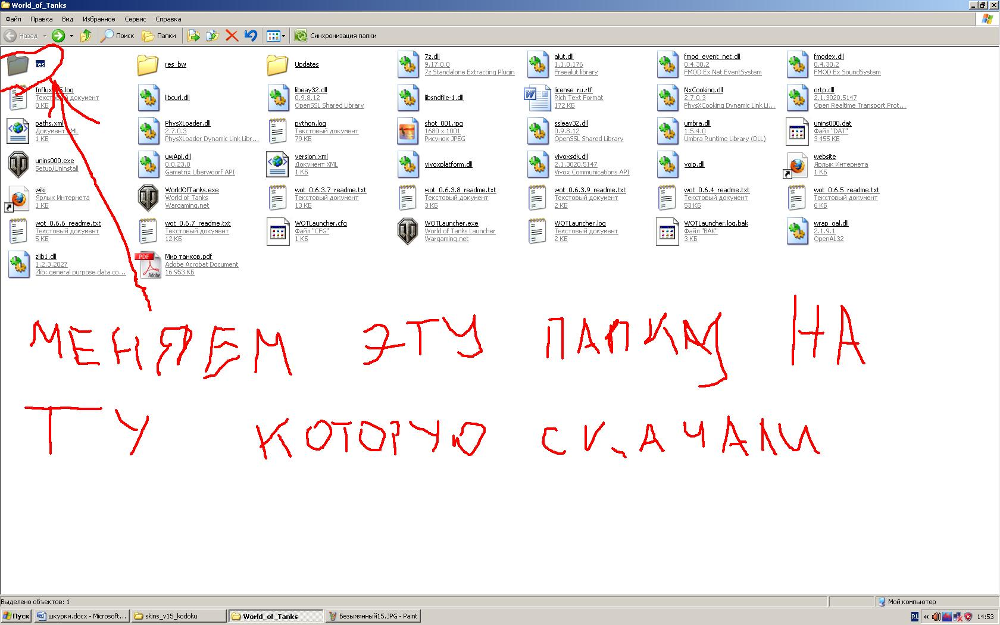 World_of_Tanks
Файл Правка Вид Избранное Сервис Справка
Назад Поиск Папки Синхронизация папки
res
res_bw
Updates
7z.dll
9.17.0.0
7z Standalone Extracting Plugin
alut.dll
1.1.0.176
Freealut library
fmod_event_net.dll
0.4.30.2
FMOD Ex Net EventSystem
fmodex.dll
0.4.30.2
FMOD Ex SoundSystem
Текстовый документ
0 КБ
libcurl.dll
libeay32.dll
0.9.8.12
OpenSSL Shared Library
libsndfile-1.dll
license_ru.rtf
Rich Text Format
172 КБ
NxCooking.dll
2.7.0.3
PhysXCooking Dynamic Link Li...
ortp.dll
2.1.3020.5147
Open Realtime Transport Prot...
paths.xml
Документ XML
1 КБ
PhysXLoader.dll
2.7.0.3
PhysXLoader Dynamic Link Libr...
python.log
Текстовый документ
79 КБ
shot_001.jpg
1680 x 1001
Рисунок JPEG
ssleay32.dll
0.9.8.12
OpenSSL Shared Library
umbra.dll
1.5.4.0
Umbra Runtime Library (DLL)
unins000.dat
Файл "DAT"
3 455 КБ
unins000.exe
Setup/Uninstall
uwApi.dll
0.0.23.0
Gametrix Uberwoorf API
version.xml
Документ XML
1 КБ
vivoxplatform.dll
vivoxsdk.dll
2.1.3020.5147
Vivox Communications API
voip.dll
website
Ярлык Интернета
1 КБ
wiki
Ярлык Интернета
1 КБ
WorldOfTanks.exe
World of Tanks
Wargaming.net
wot_0.6.3.7_readme.txt
Текстовый документ
13 КБ
wot_0.6.3.8_readme.txt
Текстовый документ
3 КБ
wot_0.6.3.9_readme.txt
Текстовый документ
2 КБ
wot_0.6.4_readme.txt
Текстовый документ
53 КБ
wot_0.6.5_readme.txt
Текстовый документ
6 КБ
wot_0.6.6_readme.txt
Текстовый документ
5 КБ
wot_0.6.7_readme.txt
Текстовый документ
12 КБ
WOTLauncher.cfg
Файл "CFG"
1 КБ
WOTLauncher.exe
World of Tanks Launcher
Wargaming.net
WOTLauncher.log
Текстовый документ
2 КБ
WOTLauncher.log.bak
Файл "BAK"
3 КБ
wrap_oal.dll
2.1.9.1
OpenAL32
zlib1.dll
1.2.3.2027
Zlib: general purpose data co...
PDF
Adobe
Мир танков.pdf
Adobe Acrobat Document
16 953 КБ
МЕНЯЕМ ЭТУ ПАПКУ НА
ТУ КОТОРУЮ СКАЧАЛИ
Выделено объектов: 1 Мой компьютер
Пуск шкурки.docx - Microsoft... skins_v15_kodoku World_of_Tanks Безымянный15.JPG - Paint RL « 14:53